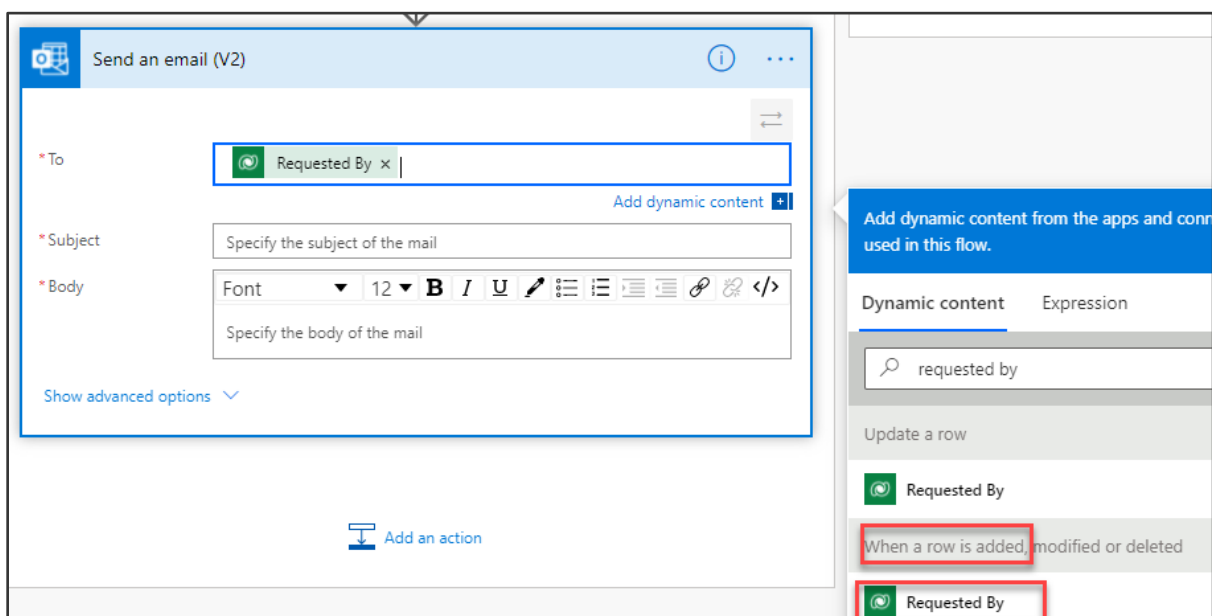 Send an email (V2)
* To
Requested By ×
Add dynamic content
* Subject
Specify the subject of the mail
* Body
Font 12 B I U </>
Specify the body of the mail
Show advanced options
Add an action
Add dynamic content from the apps and conn
used in this flow.
Dynamic content Expression
requested by
Update a row
Requested By
When a row is added, modified or deleted
Requested By